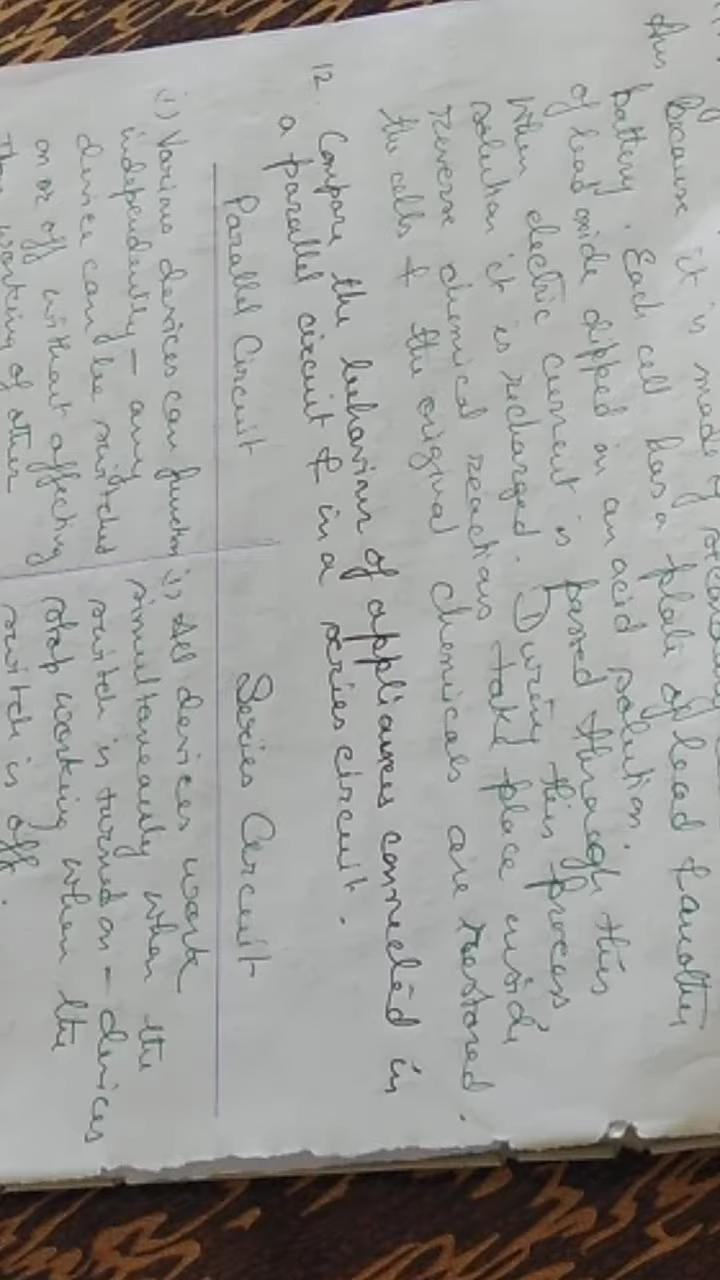 Ans Because it is made of secondary
battery. Each cell has a plate of lead & another
of lead oxide dipped in an acid solution.
When electric current is passed through this
solution it is recharged. During this process
reverse chemical reactions take place inside
the cells & the original chemicals are restored.
12. Compare the behaviour of appliances connected in
a parallel circuit & in a series circuit.
Parallel Circuit Series Circuit
i) Various devices can function i) All devices work
independently - any simultaneously when the
device can be switched switch is turned on - devices
on or off without affecting stop working when the
The working of other switch is off.